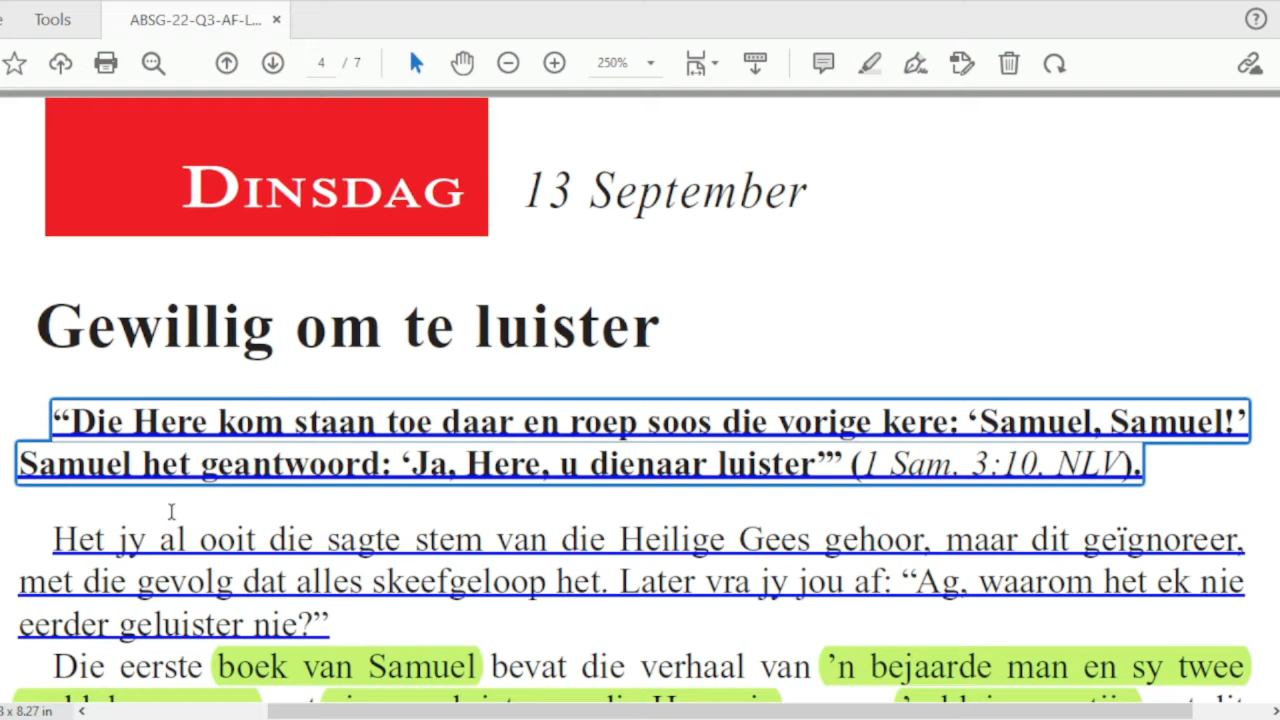 Tools
ABSG-22-Q3-AF-L... ×
4 / 7
250%
DINSDAG
13 September
Gewillig om te luister
“Die Here kom staan toe daar en roep soos die vorige kere: ‘Samuel, Samuel!’
Samuel het geantwoord: ‘Ja, Here, u dienaar luister’” (1 Sam. 3:10, NLV).
Het jy al ooit die sagte stem van die Heilige Gees gehoor, maar dit geïgnoreer,
met die gevolg dat alles skeefgeloop het. Later vra jy jou af: “Ag, waarom het ek nie
eerder geluister nie?”
Die eerste boek van Samuel bevat die verhaal van ’n bejaarde man en sy twee
x 8.27 in